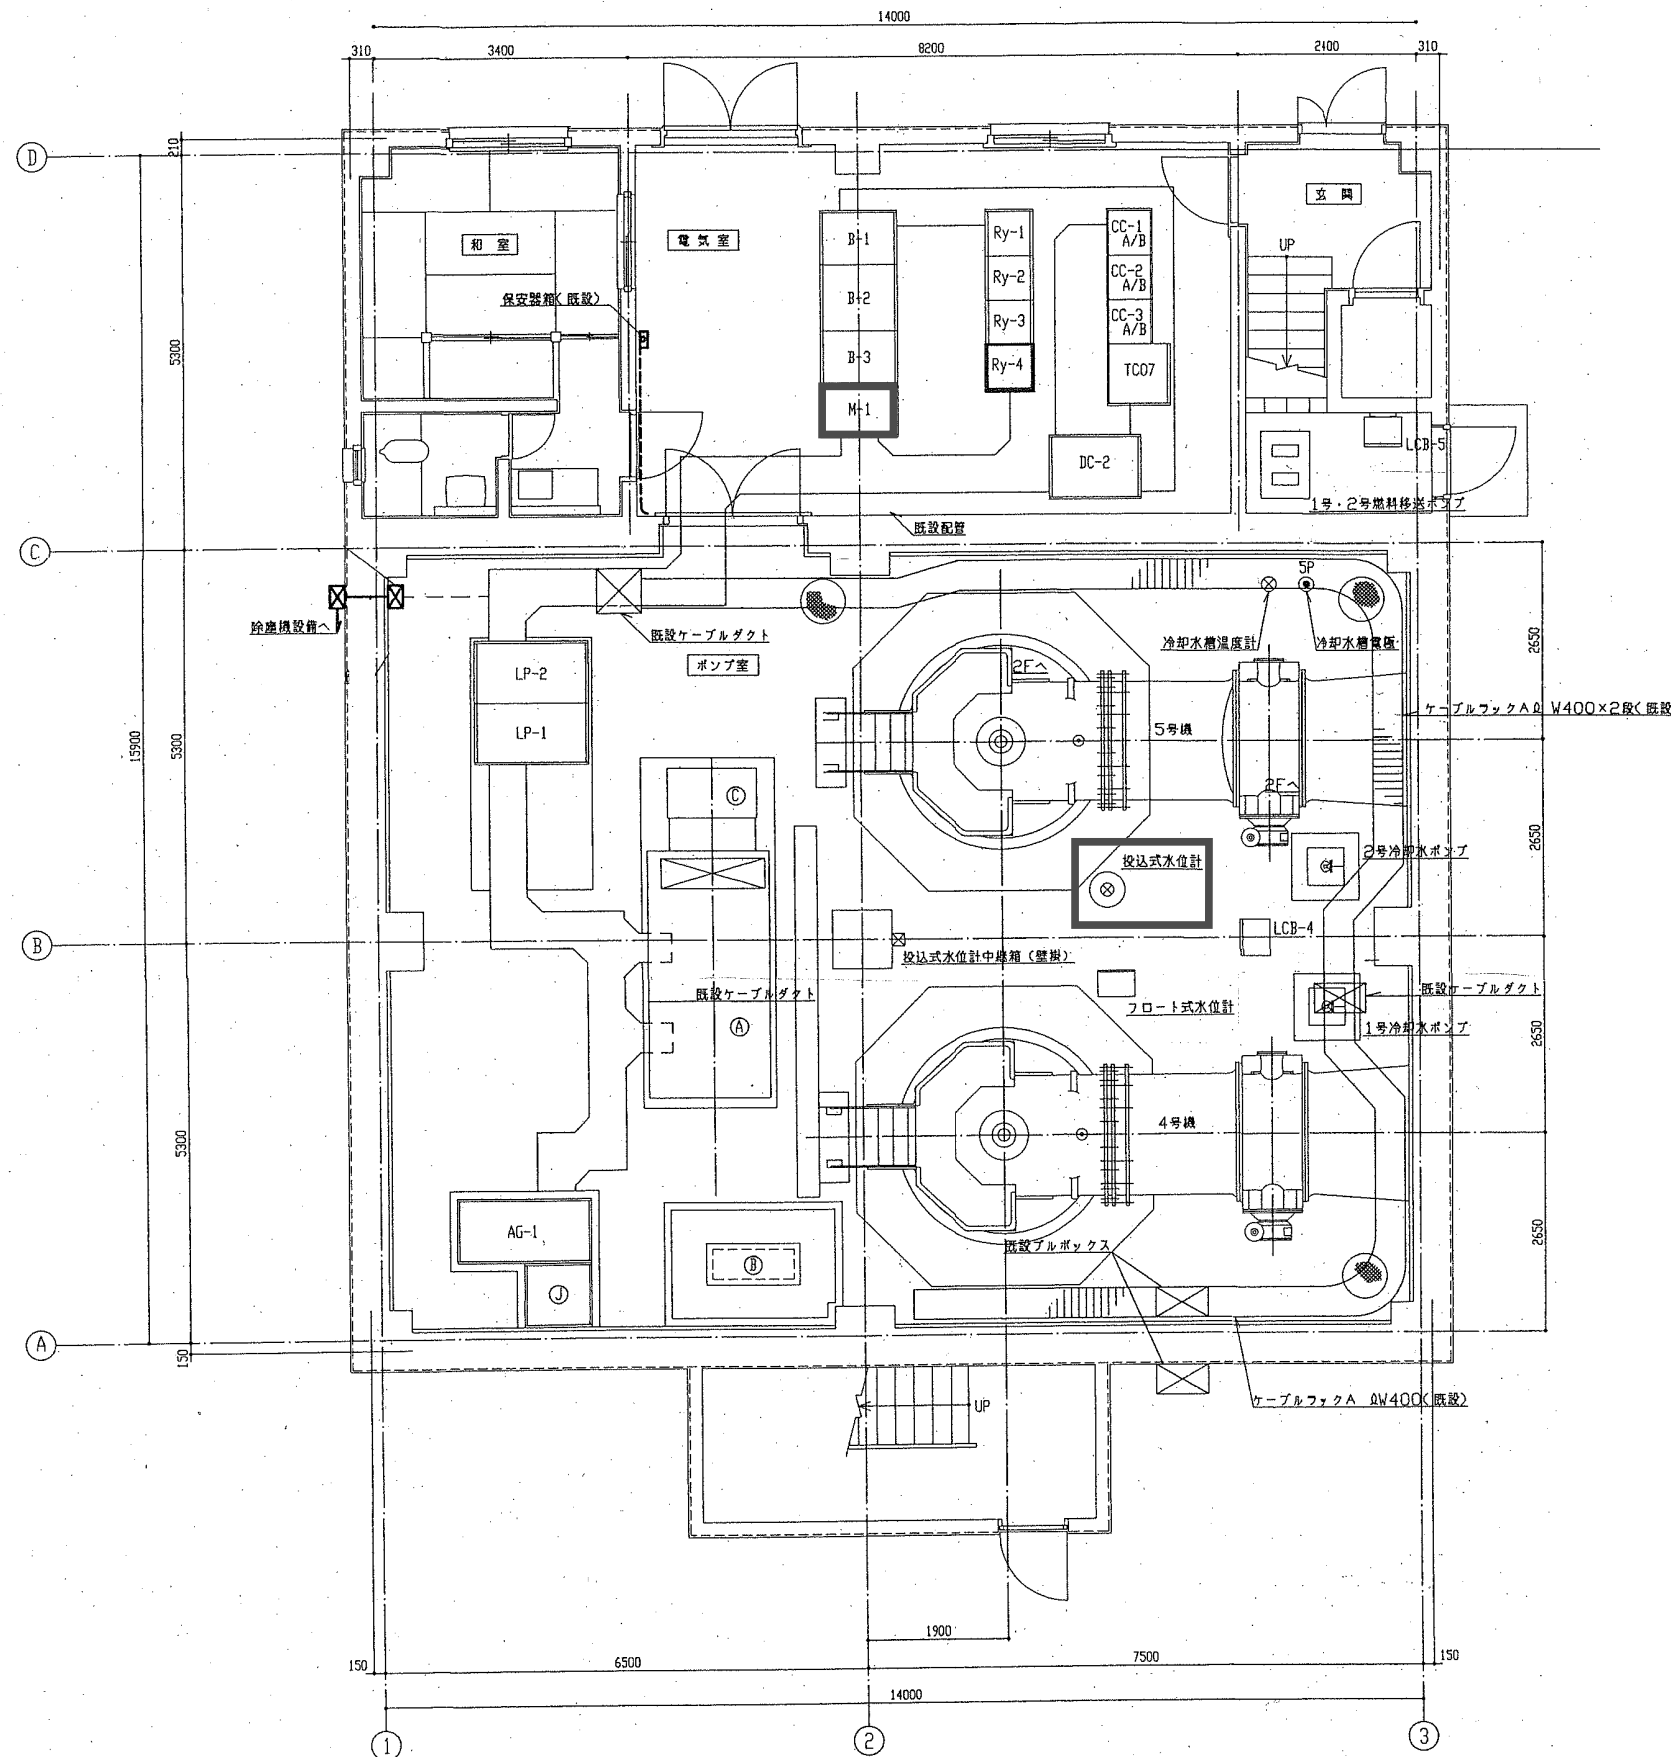 14000
310
3400
8200
2400
310
D
210
玄 関
和 室
電 気 室
B-1
Ry-1
CC-1
A/B
UP
B-2
Ry-2
CC-2
A/B
保安器箱(既設)
Ry-3
CC-3
A/B
5300
B-3
Ry-4
TC07
M-1
LCB-5
DC-2
1号・2号燃料移送ポンプ
既設配管
C
5P
除塵機設備へ
既設ケーブルダクト
冷却水槽温度計
冷却水槽電極
2650
ポンプ室
2Fへ
LP-2
ケーブルラックAℓ W400×2段(既設
LP-1
5号機
15900
5300
2Fへ
C
2650
投込式水位計
2号冷却水ポンプ
LCB-4
B
投込式水位計中継箱(壁掛)
既設ケーブルダクト
既設ケーブルダクト
フロート式水位計
A
1号冷却水ポンプ
2650
4号機
5300
AG-1
既設プルボックス
2650
B
J
A
150
ケーブルラックA ℓW400(既設)
UP
1900
150
6500
7500
150
14000
1
2
3